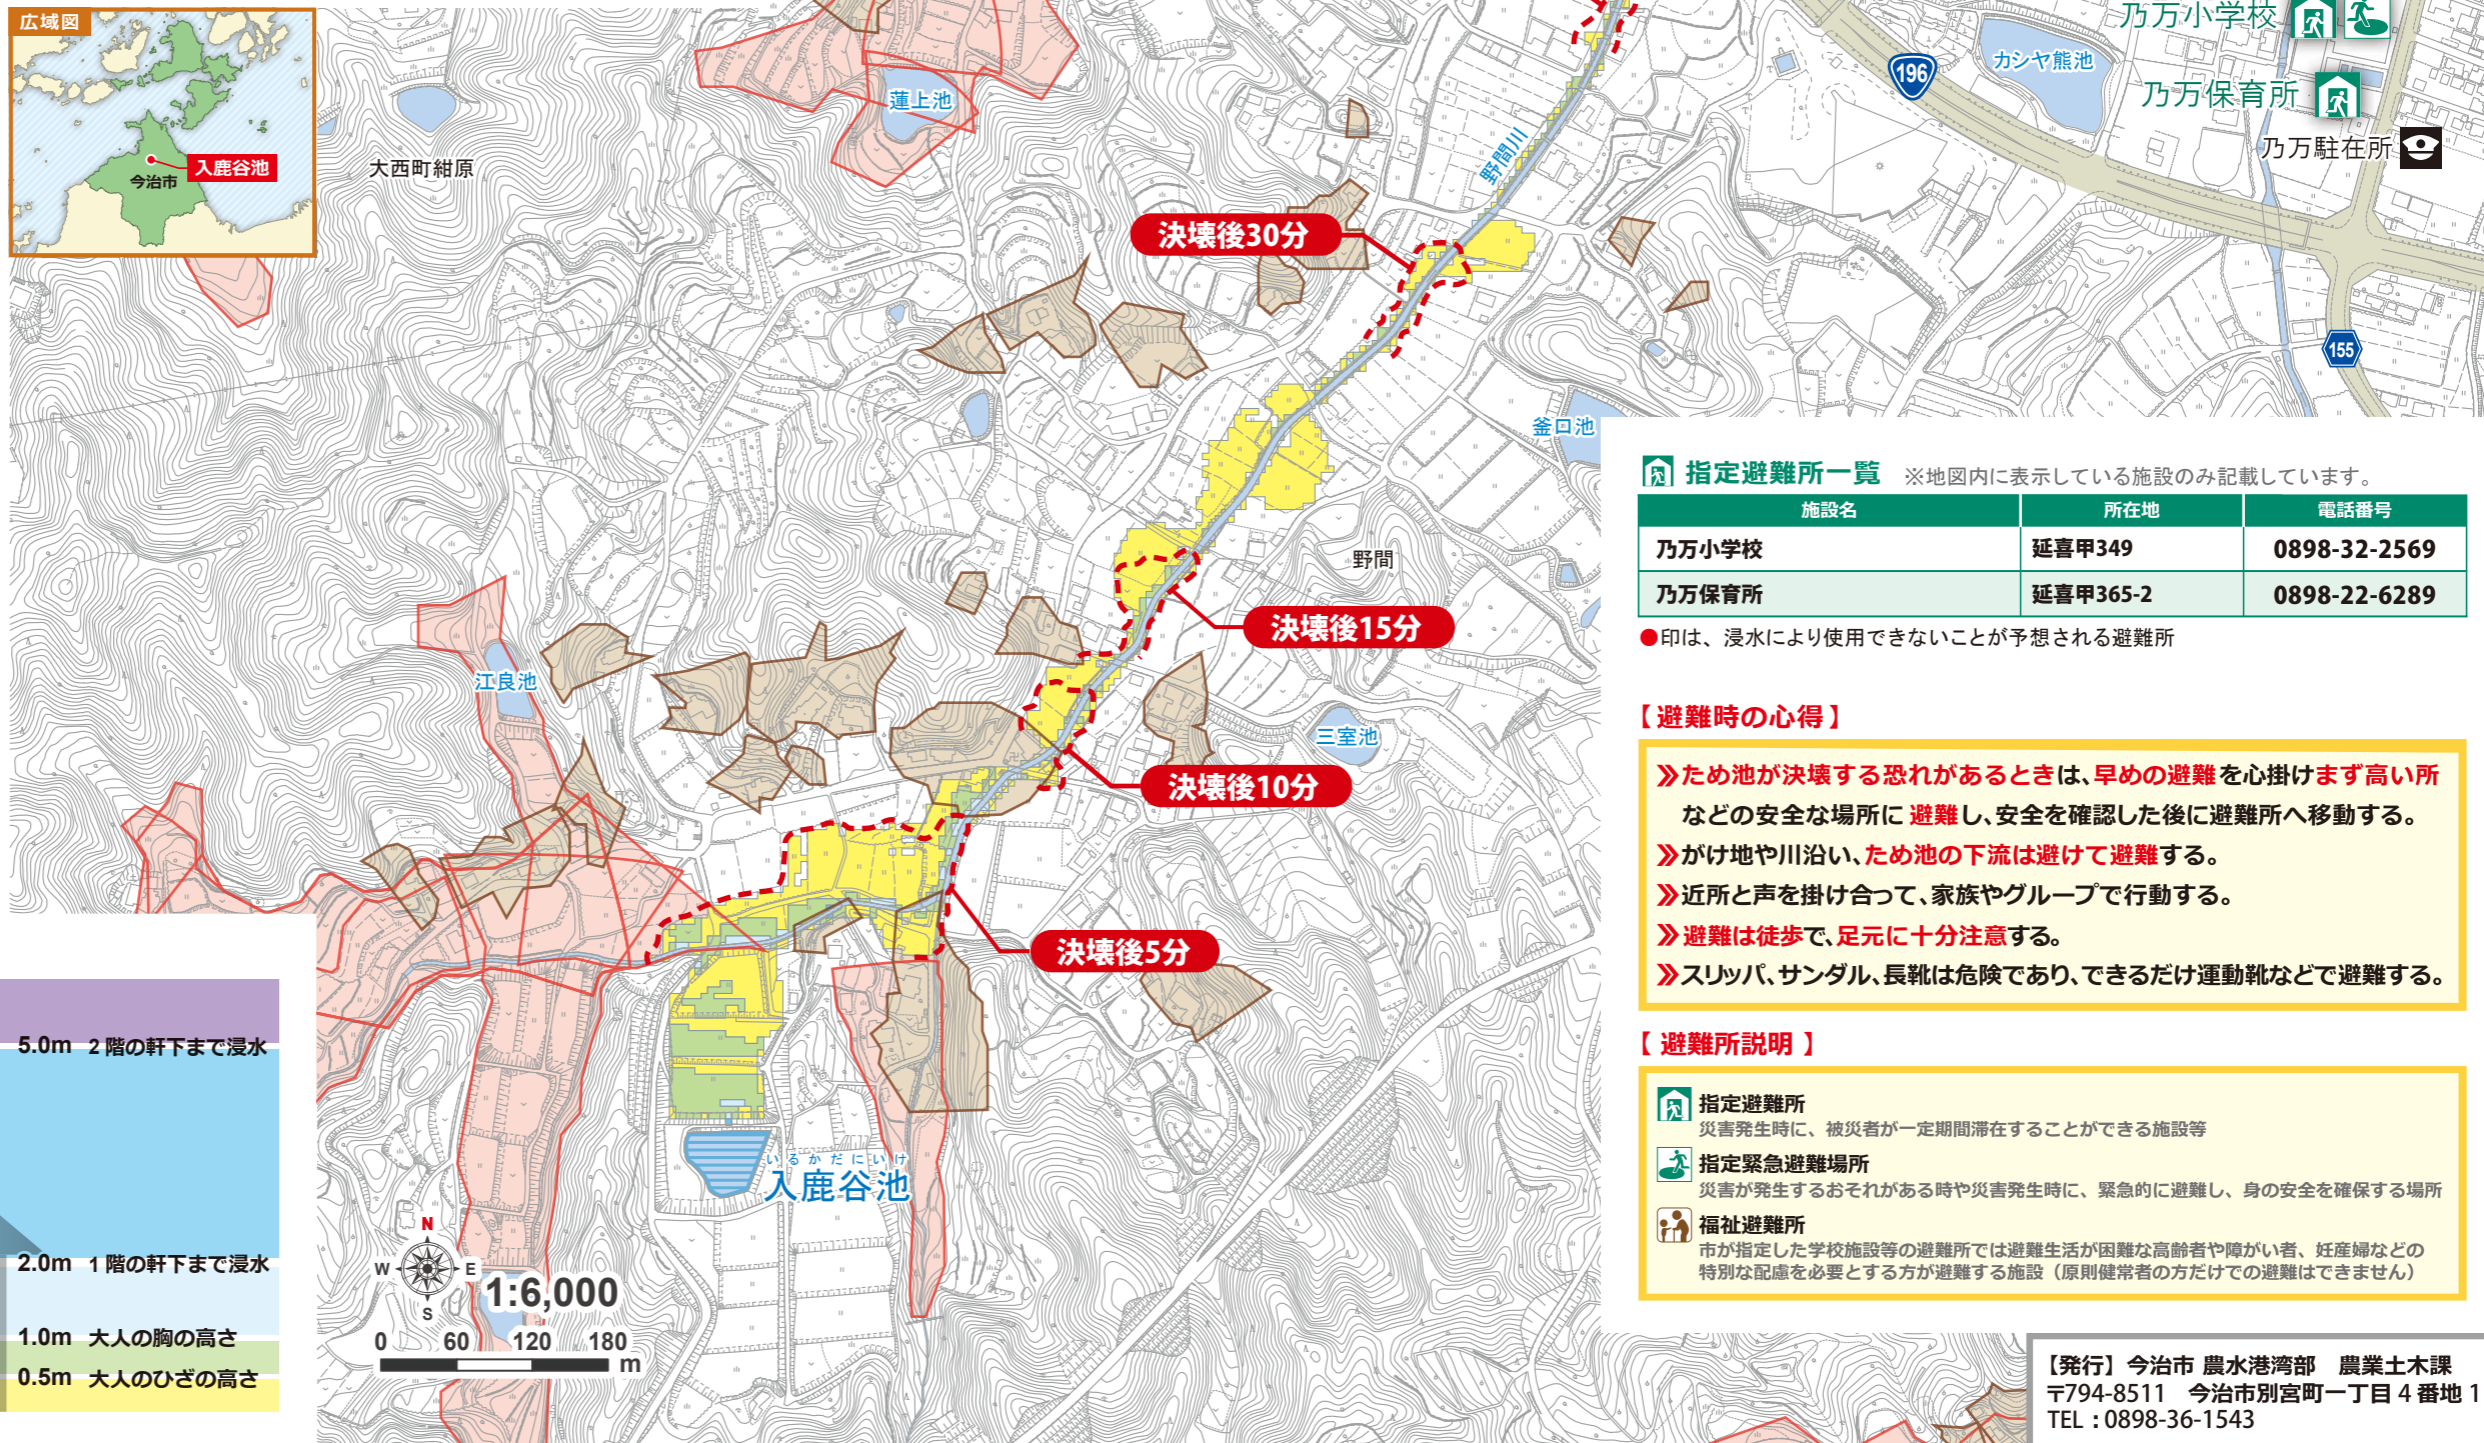 広域図
今治市
入鹿谷池
大西町紺原
蓮上池
野間川
196
カシヤ熊池
乃万小学校
乃万保育所
乃万駐在所
155
決壊後30分
釜口池
野間
決壊後15分
江良池
三室池
決壊後10分
決壊後5分
いるかだにいけ
入鹿谷池
5.0m 2階の軒下まで浸水
2.0m 1階の軒下まで浸水
1.0m 大人の胸の高さ
0.5m 大人のひざの高さ
N
W E
S
1:6,000
0 60 120 180
m
指定避難所一覧 ※地図内に表示している施設のみ記載しています。
施設名 所在地 電話番号
乃万小学校 延喜甲349 0898-32-2569
乃万保育所 延喜甲365-2 0898-22-6289
●印は、浸水により使用できないことが予想される避難所
【避難時の心得】
≫ため池が決壊する恐れがあるときは、早めの避難を心掛けまず高い所
などの安全な場所に避難し、安全を確認した後に避難所へ移動する。
≫がけ地や川沿い、ため池の下流は避けて避難する。
≫近所と声を掛け合って、家族やグループで行動する。
≫避難は徒歩で、足元に十分注意する。
≫スリッパ、サンダル、長靴は危険であり、できるだけ運動靴などで避難する。
【避難所説明】
指定避難所
災害発生時に、被災者が一定期間滞在することができる施設等
指定緊急避難場所
災害が発生するおそれがある時や災害発生時に、緊急的に避難し、身の安全を確保する場所
福祉避難所
市が指定した学校施設等の避難所では避難生活が困難な高齢者や障がい者、妊産婦などの
特別な配慮を必要とする方が避難する施設（原則健常者の方だけでの避難はできません）
【発行】今治市 農水港湾部 農業土木課
〒794-8511 今治市別宮町一丁目4番地1
TEL：0898-36-1543